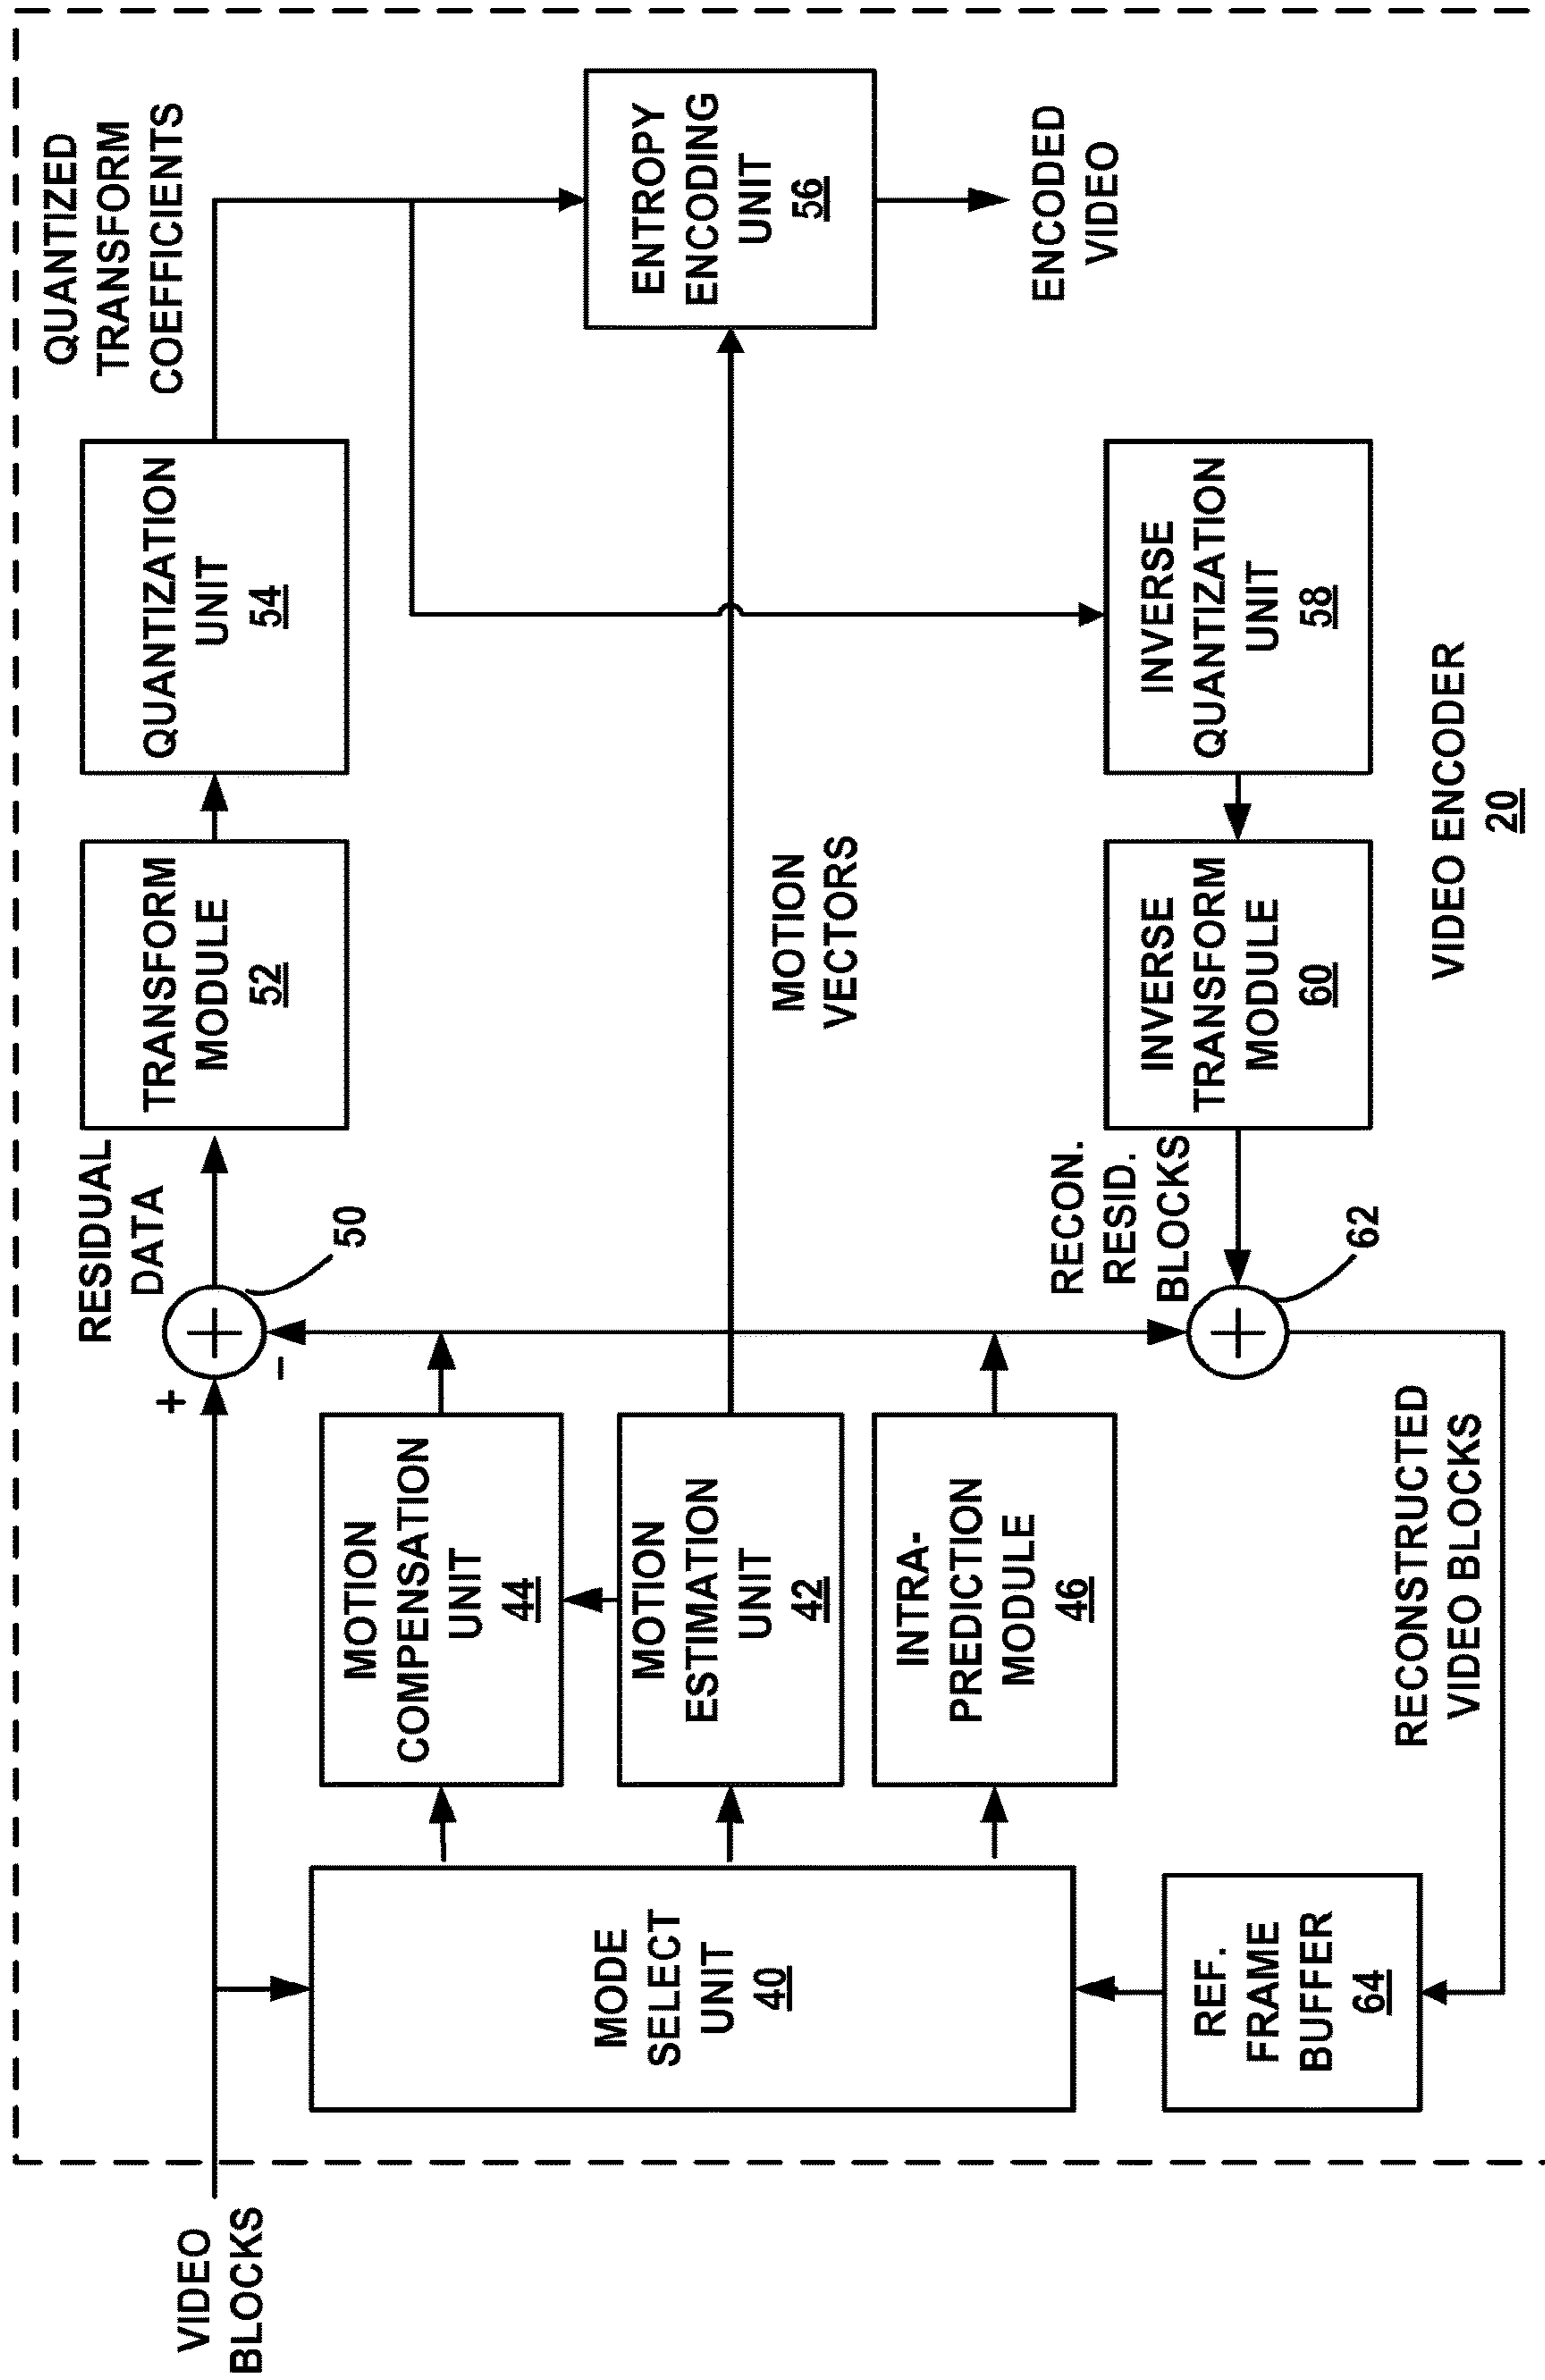 VIDEO
BLOCKS
+
–
RESIDUAL
DATA
50
TRANSFORM
MODULE
52
QUANTIZATION
UNIT
54
QUANTIZED
TRANSFORM
COEFFICIENTS
MODE
SELECT
UNIT
40
MOTION
COMPENSATION
UNIT
44
MOTION
ESTIMATION
UNIT
42
INTRA-
PREDICTION
MODULE
46
MOTION
VECTORS
ENTROPY
ENCODING
UNIT
56
ENCODED
VIDEO
REF.
FRAME
BUFFER
64
RECONSTRUCTED
VIDEO BLOCKS
62
RECON.
RESID.
BLOCKS
INVERSE
TRANSFORM
MODULE
60
INVERSE
QUANTIZATION
UNIT
58
VIDEO ENCODER
20